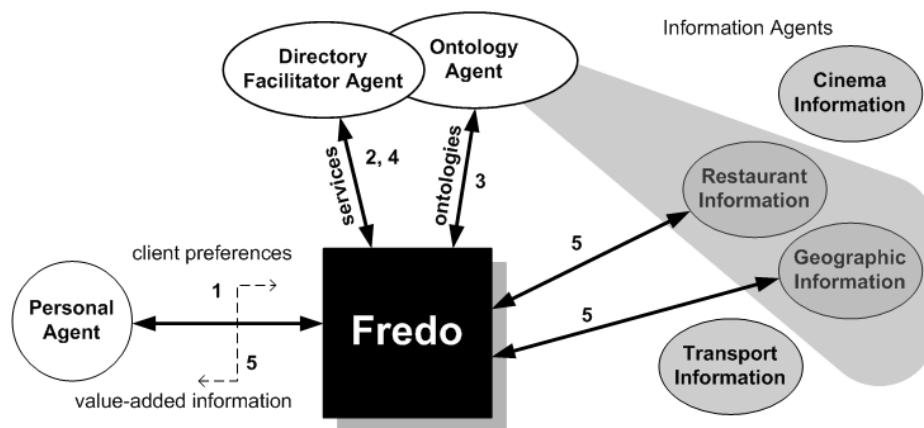 Directory
Facilitator Agent
Ontology
Agent
Information Agents
Cinema
Information
services
2, 4
ontologies
3
Restaurant
Information
client preferences
1
5
Geographic
Information
Personal
Agent
Fredo
5
5
value-added information
Transport
Information